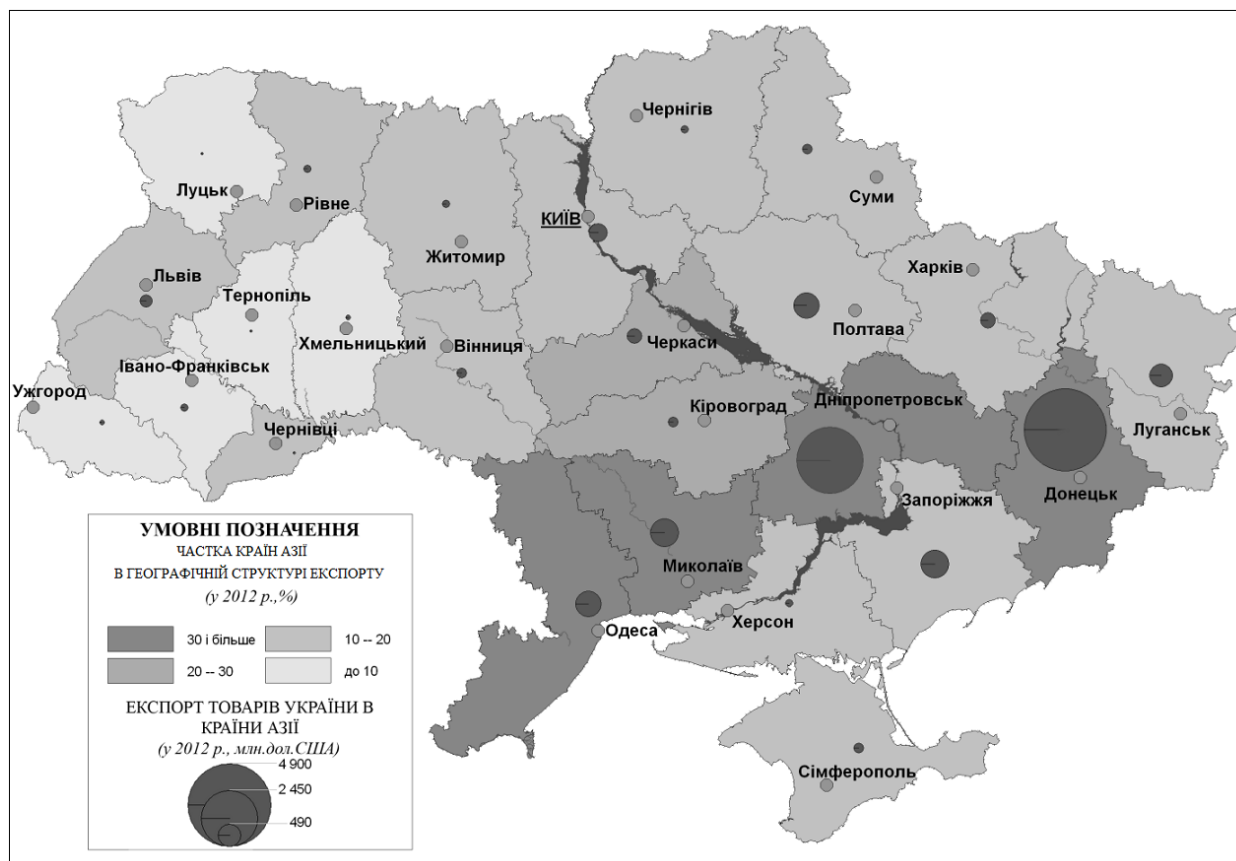 Чернігів
Суми
Луцьк
Рівне
КИЇВ
Житомир
Харків
Львів
Тернопіль
Хмельницький
Вінниця
Черкаси
Полтава
Івано-Франківськ
Ужгород
Чернівці
Кіровоград
Дніпропетровськ
Луганськ
Запоріжжя
Донецьк
Миколаїв
Херсон
Одеса
Сімферополь
УМОВНІ ПОЗНАЧЕННЯ
ЧАСТКА КРАЇН АЗІЇ
В ГЕОГРАФІЧНІЙ СТРУКТУРІ ЕКСПОРТУ
(у 2012 р.,%)
30 і більше
10 -- 20
20 -- 30
до 10
ЕКСПОРТ ТОВАРІВ УКРАЇНИ В
КРАЇНИ АЗІЇ
(у 2012 р., млн.дол.США)
4 900
2 450
490